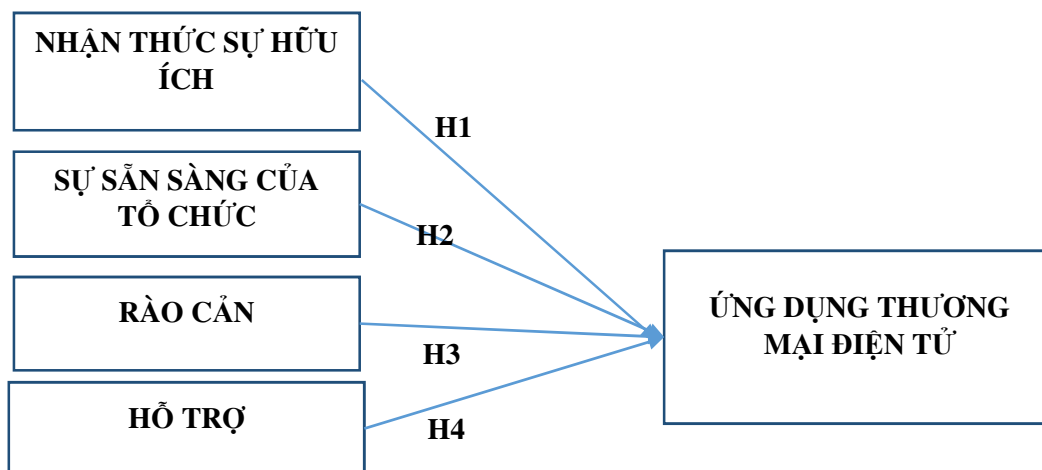 NHẬN THỨC SỰ HỮU
ÍCH
H1
SỰ SẴN SÀNG CỦA
TỔ CHỨC
H2
RÀO CẢN
H3
HỖ TRỢ
H4
ỨNG DỤNG THƯƠNG
MẠI ĐIỆN TỬ